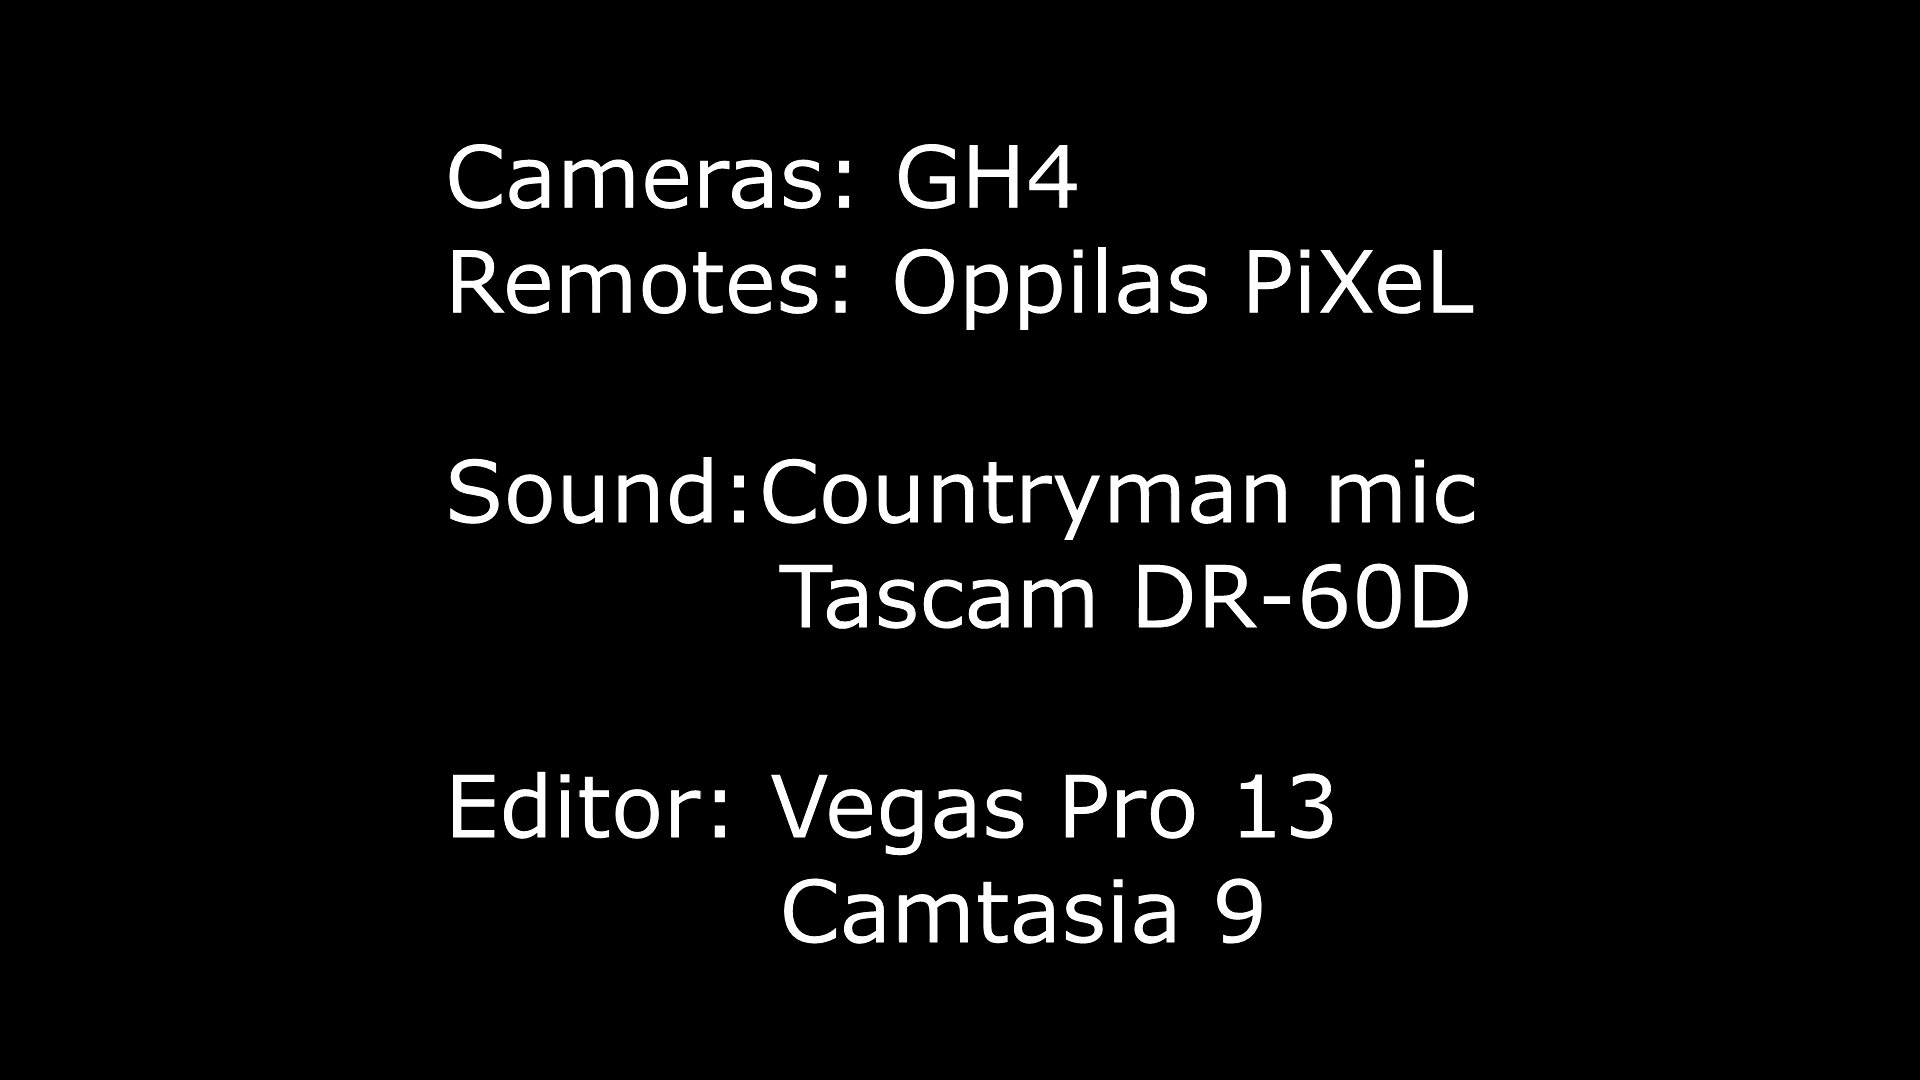 Cameras: GH4
Remotes: Oppilas PiXeL
Sound:Countryman mic
Tascam DR-60D
Editor: Vegas Pro 13
Camtasia 9